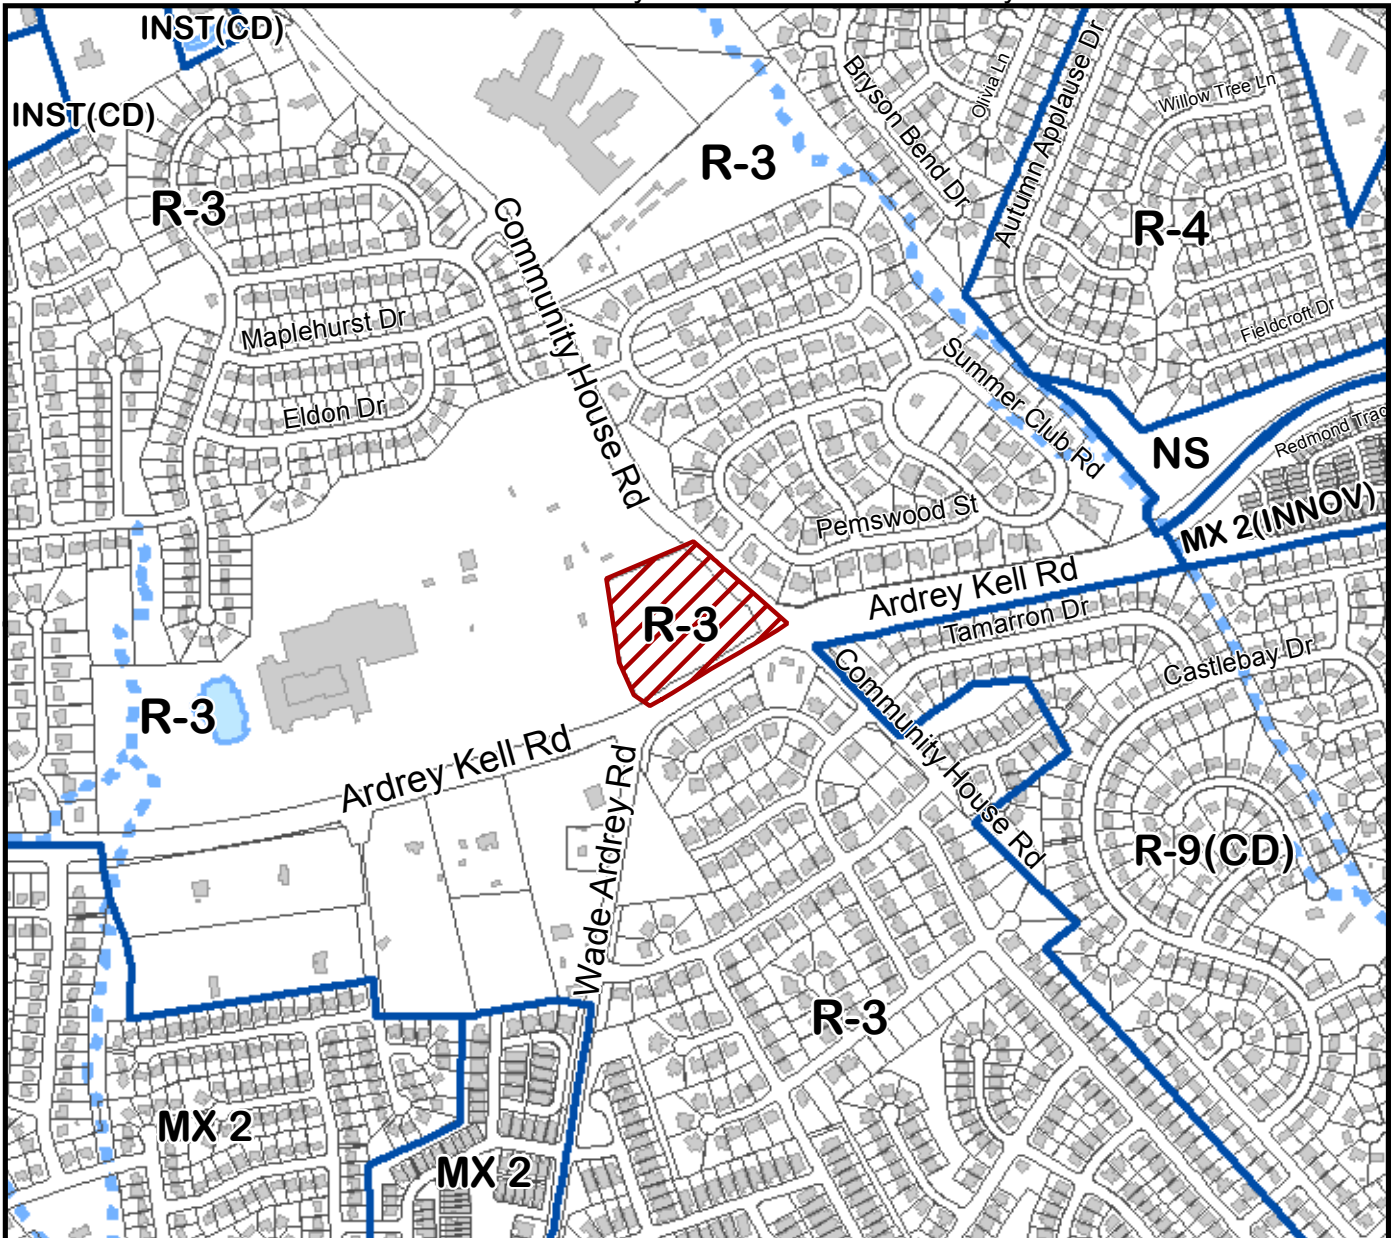 INST(CD)
INST(CD)
R-3
R-3
Bryson Bend Dr
Olivia Ln
Autumn Applause Dr
Willow Tree Ln
R-4
Fieldcroft Dr
Community House Rd
Maplehurst Dr
Eldon Dr
Summer Club Rd
NS
Redmond Trac
MX 2(INNOV)
Pemswood St
Ardrey Kell Rd
R-3
Tamarron Dr
Castlebay Dr
R-3
Community House Rd
Ardrey Kell Rd
Wade Ardrey Rd
R-9(CD)
R-3
MX 2
MX 2